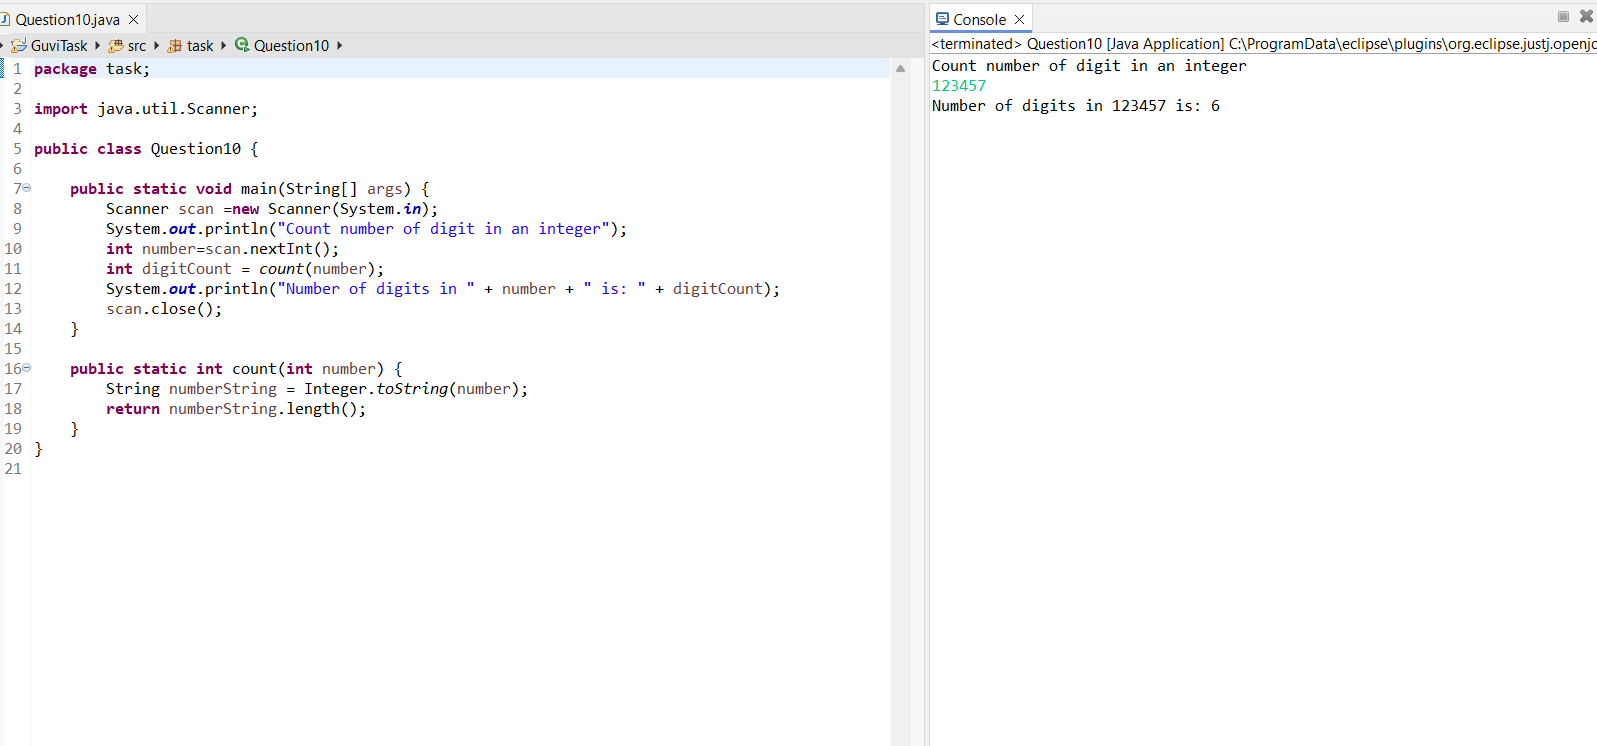 Question10.java
GuviTask src task Question10
1 package task;
2
3 import java.util.Scanner;
4
5 public class Question10 {
6
7     public static void main(String[] args) {
8         Scanner scan =new Scanner(System.in);
9         System.out.println("Count number of digit in an integer");
10         int number=scan.nextInt();
11         int digitCount = count(number);
12         System.out.println("Number of digits in " + number + " is: " + digitCount);
13         scan.close();
14     }
15
16     public static int count(int number) {
17         String numberString = Integer.toString(number);
18         return numberString.length();
19     }
20 }
21
Console
<terminated> Question10 [Java Application] C:\ProgramData\eclipse\plugins\org.eclipse.justj.openjc
Count number of digit in an integer
123457
Number of digits in 123457 is: 6